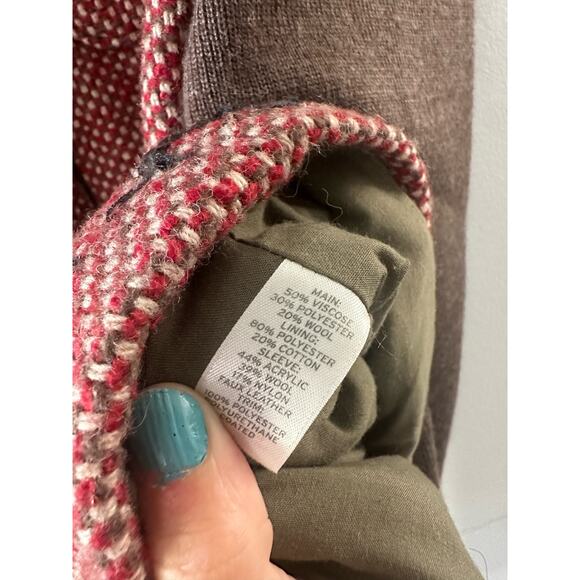 MAIN:
50% VISCOSE
30% POLYESTER
20% WOOL
LINING:
80% POLYESTER
20% COTTON
SLEEVE:
44% ACRYLIC
39% WOOL
17% NYLON
FAUX LEATHER
TRIM:
100% POLYESTER
POLYURETHANE
COATED